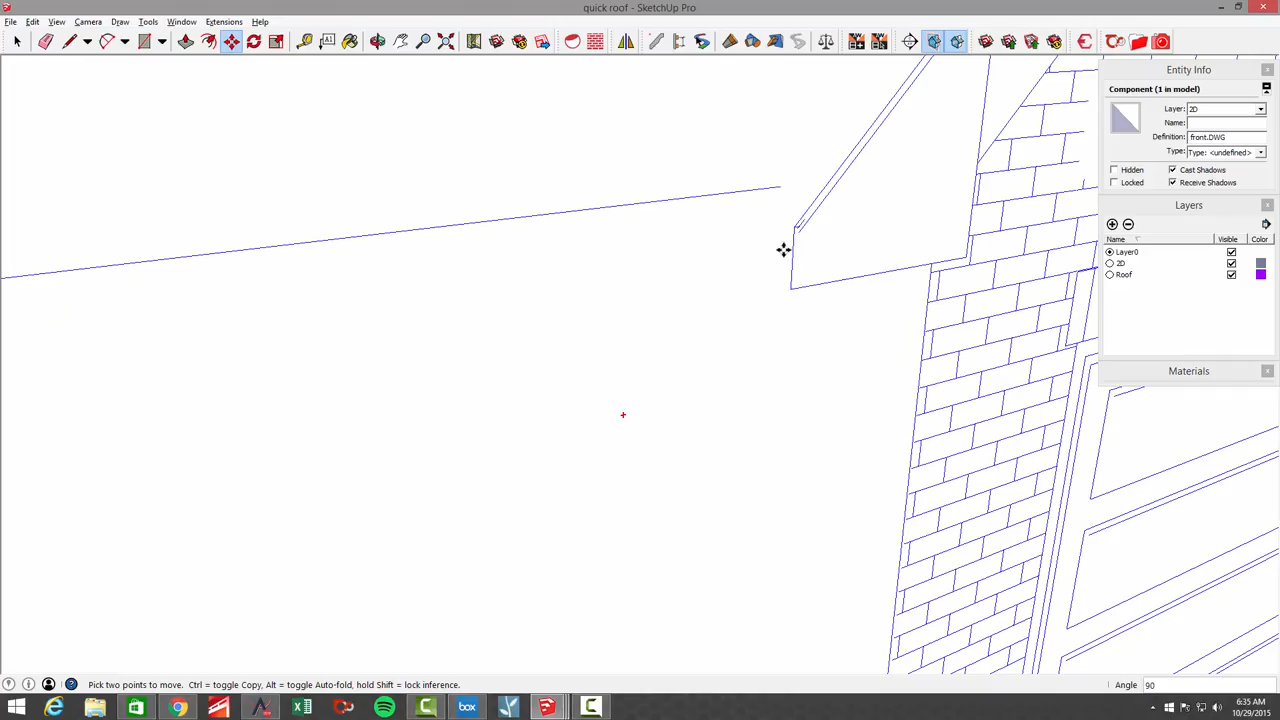 quick roof - SketchUp Pro
File Edit View Camera Draw Tools Window Extensions Help
A1
Entity Info
Component (1 in model)
Layer: 2D
Name:
Definition: front.DWG
Type: Type: <undefined>
Hidden Cast Shadows
Locked Receive Shadows
Layers
Name Visible Color
Layer0
2D
Roof
Materials
Pick two points to move. Ctrl = toggle Copy, Alt = toggle Auto-fold, hold Shift = lock inference.
Angle 90
box
6:35 AM
10/29/2015